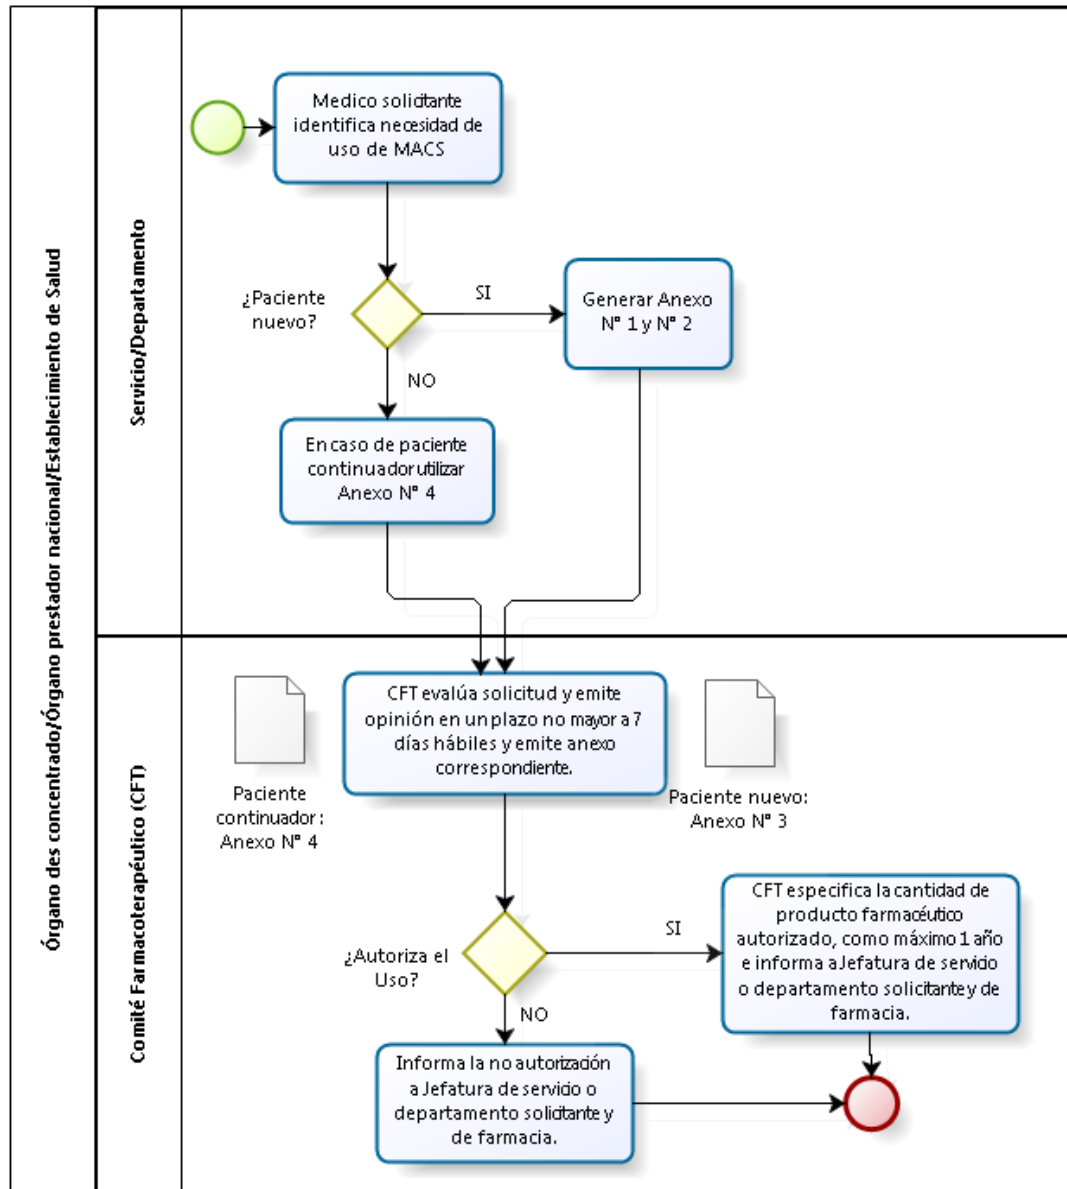 Órgano des concentrado/Órgano prestador nacional/Establecimiento de Salud
Servicio/Departamento
Medico solicitante
identifica necesidad de
uso de MACS
¿Paciente
nuevo?
SI
Generar Anexo
N° 1 y N° 2
NO
En caso de paciente
continuador utilizar
Anexo N° 4
Comité Farmacoterapéutico (CFT)
CFT evalúa solicitud y emite
opinión en un plazo no mayor a 7
días hábiles y emite anexo
correspondiente.
Paciente
continuador:
Anexo N° 4
Paciente nuevo:
Anexo N° 3
¿Autoriza el
Uso?
SI
CFT especifica la cantidad de
producto farmacéutico
autorizado, como máximo 1 año
e informa a Jefatura de servicio
o departamento solicitante y de
farmacia.
NO
Informa la no autorización
a Jefatura de servicio o
departamento solicitante y
de farmacia.